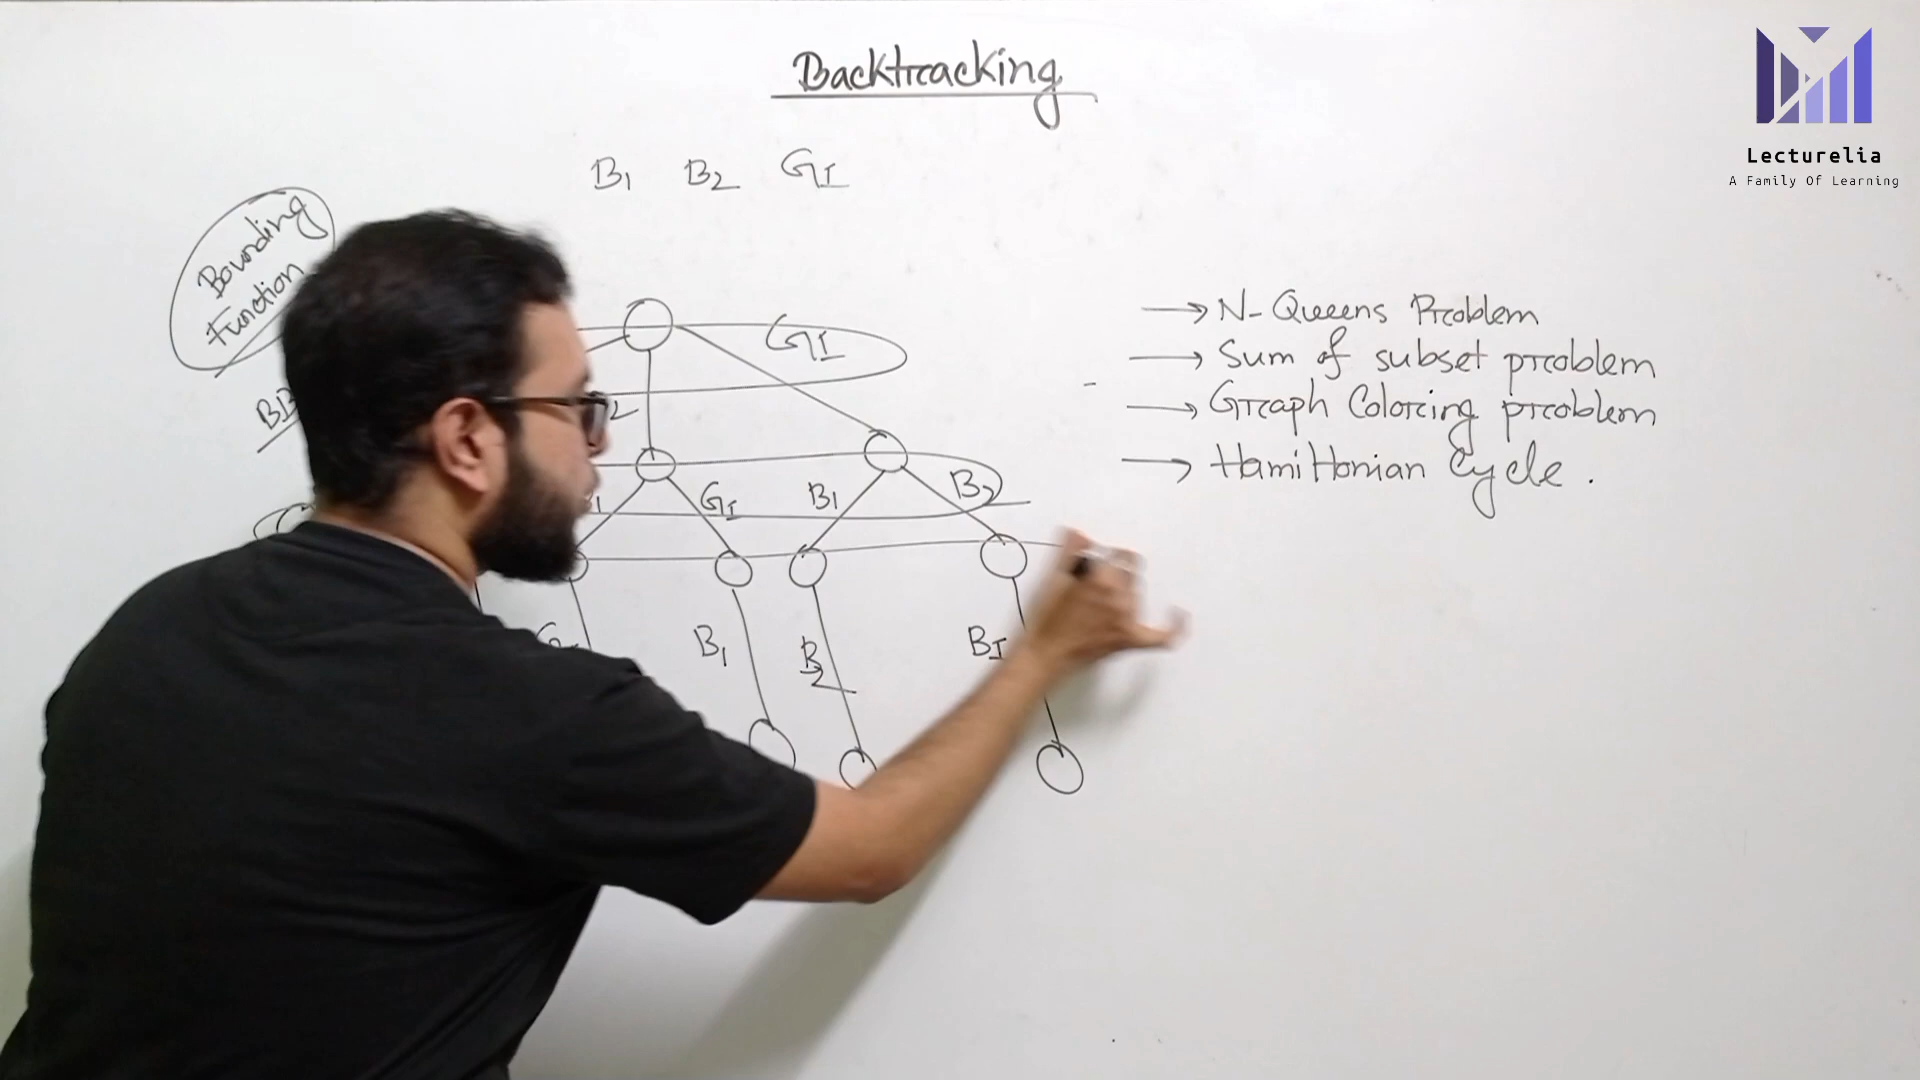 Backtracking
Lecturelia
A Family Of Learning
B1 B2 G1
Bounding
Function
G1
2
G1 B1 B2
B1 B2 B1
→ N-Queens Problem
→ Sum of subset problem
→ Graph Coloring problem
→ Hamiltonian Cycle.